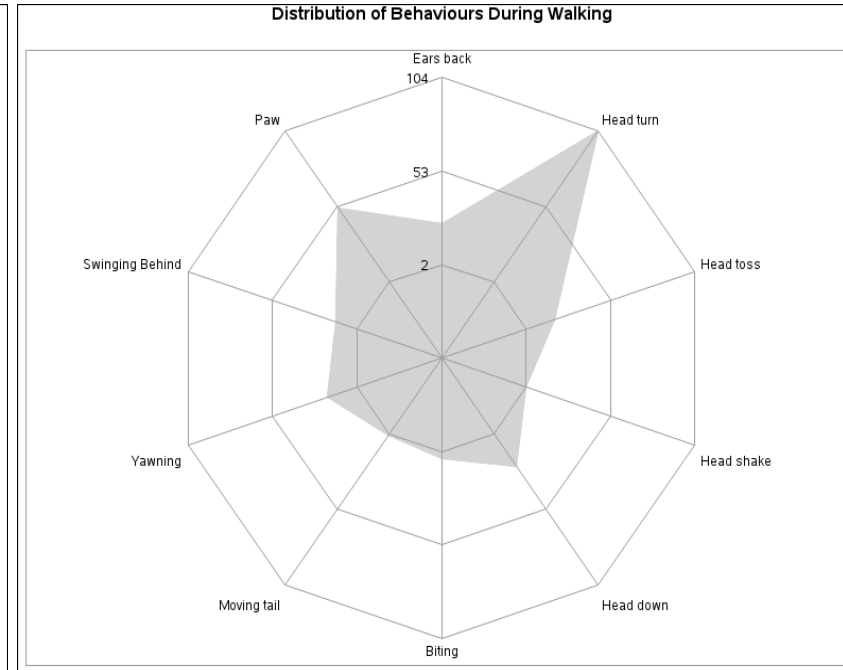 Distribution of Behaviours During Walking
Ears back
104
Paw
Head turn
53
Swinging Behind
Head toss
2
Yawning
Head shake
Moving tail
Head down
Biting